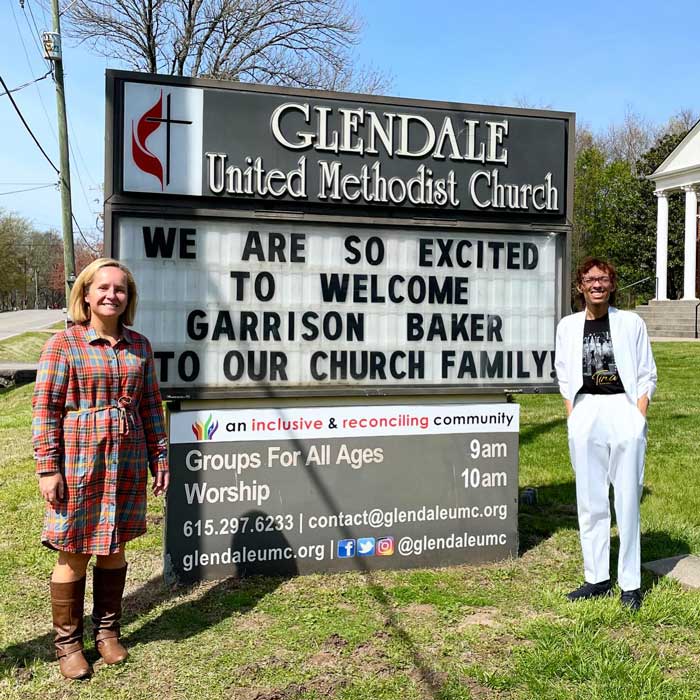 GLENDALE
United Methodist Church
WE ARE SO EXCITED
TO WELCOME
GARRISON BAKER
TO OUR CHURCH FAMILY!
an inclusive & reconciling community
Groups For All Ages 9am
Worship 10am
615.297.6233 | contact@glendaleumc.org
glendaleumc.org | @glendaleumc